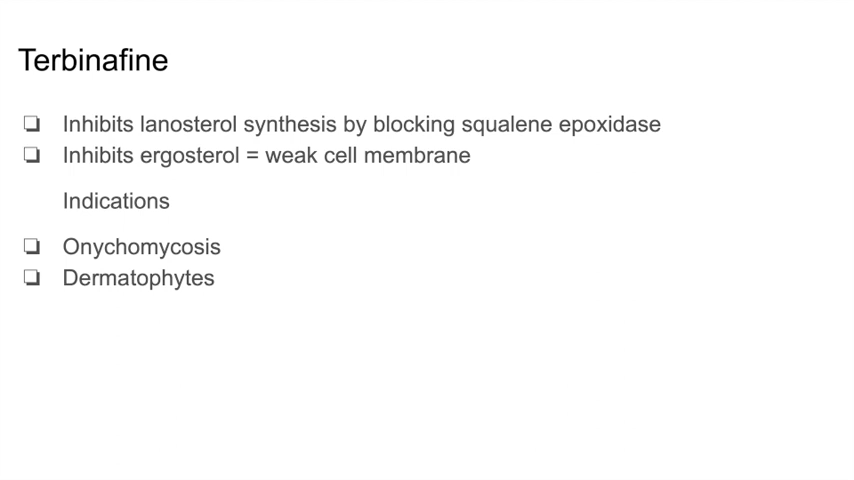 Terbinafine
❏ Inhibits lanosterol synthesis by blocking squalene epoxidase
❏ Inhibits ergosterol = weak cell membrane
Indications
❏ Onychomycosis
❏ Dermatophytes